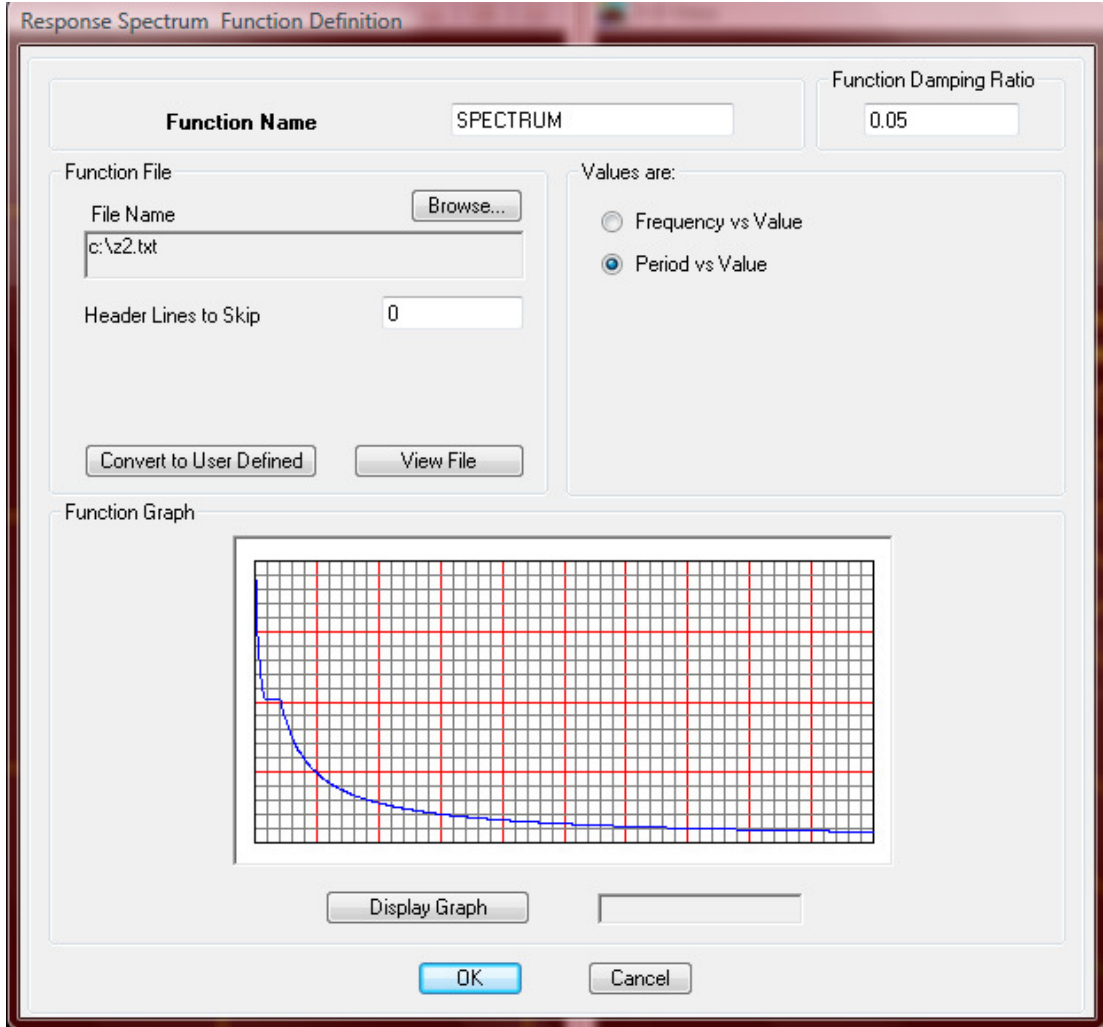 Response Spectrum Function Definition
Function Damping Ratio
Function Name
SPECTRUM
0.05
Function File
Values are:
File Name
Browse...
c:\z2.txt
Frequency vs Value
Period vs Value
Header Lines to Skip
0
Convert to User Defined
View File
Function Graph
Display Graph
OK
Cancel